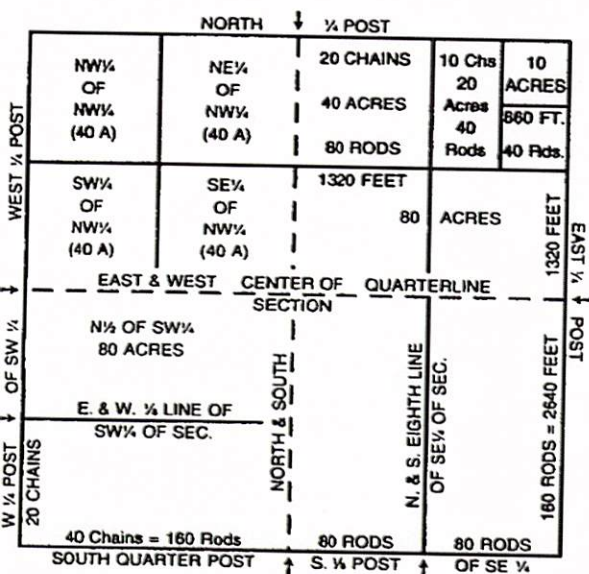 NORTH ¼ POST
NW¼
OF
NW¼
(40 A)
NE¼
OF
NW¼
(40 A)
20 CHAINS
40 ACRES
80 RODS
10 Chs
20
Acres
40
Rods
10
ACRES
860 FT.
40 Rds.
WEST ¼ POST
SW¼
OF
NW¼
(40 A)
SE¼
OF
NW¼
(40 A)
1320 FEET
80 ACRES
1320 FEET
EAST ¼ POST
EAST & WEST CENTER OF QUARTERLINE
SECTION
OF SW ¼
N½ OF SW¼
80 ACRES
E. & W. ⅛ LINE OF
SW¼ OF SEC.
NORTH & SOUTH
N. & S. EIGHTH LINE
OF SE¼ OF SEC.
160 RODS = 2640 FEET
W ¼ POST
20 CHAINS
40 Chains = 160 Rods
80 RODS
80 RODS
SOUTH QUARTER POST
S. ⅛ POST
OF SE ¼